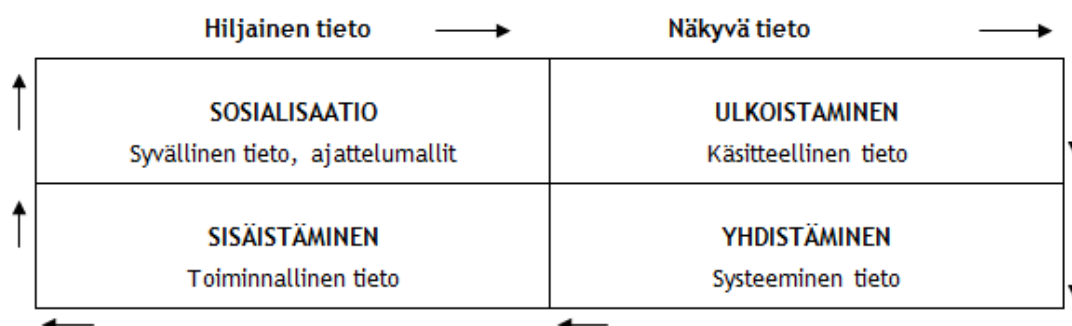 Hiljainen tieto
Näkyvä tieto
SOSIALISAATIO
Syvällinen tieto, ajattelumallit
ULKOISTAMINEN
Käsitteellinen tieto
SISÄISTÄMINEN
Toiminnallinen tieto
YHDISTÄMINEN
Systeeminen tieto